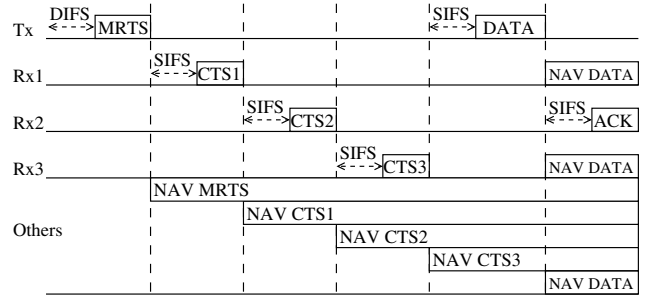 DIFS SIFS
Tx MRTS DATA
SIFS
Rx1 CTS1 NAV DATA
SIFS SIFS
Rx2 CTS2 ACK
SIFS
Rx3 CTS3 NAV DATA
NAV MRTS
NAV CTS1
Others NAV CTS2
NAV CTS3
NAV DATA